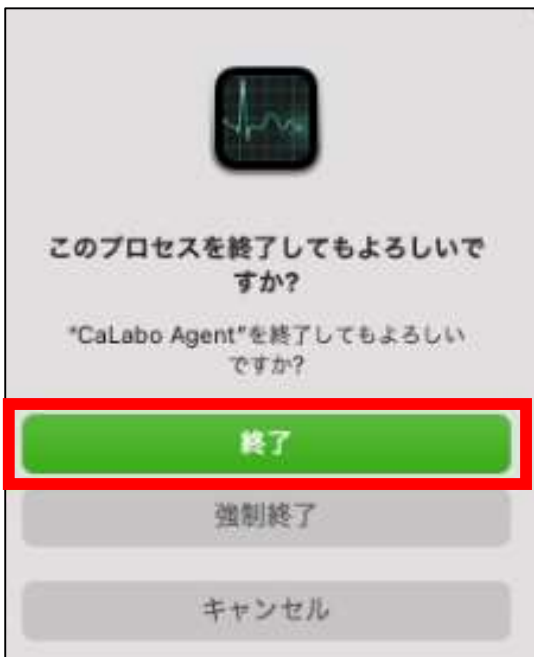 このプロセスを終了してもよろしいで
すか?
"CaLabo Agent"を終了してもよろしい
ですか?
終了
強制終了
キャンセル